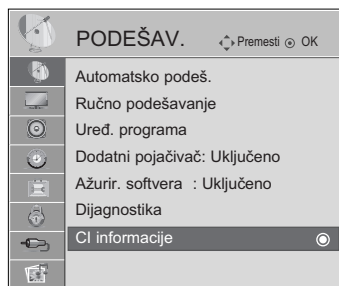 PODEŠAV.
Premesti OK
Automatsko podeš.
Ručno podešavanje
Uređ. programa
Dodatni pojačivač: Uključeno
Ažurir. softvera : Uključeno
Dijagnostika
CI informacije